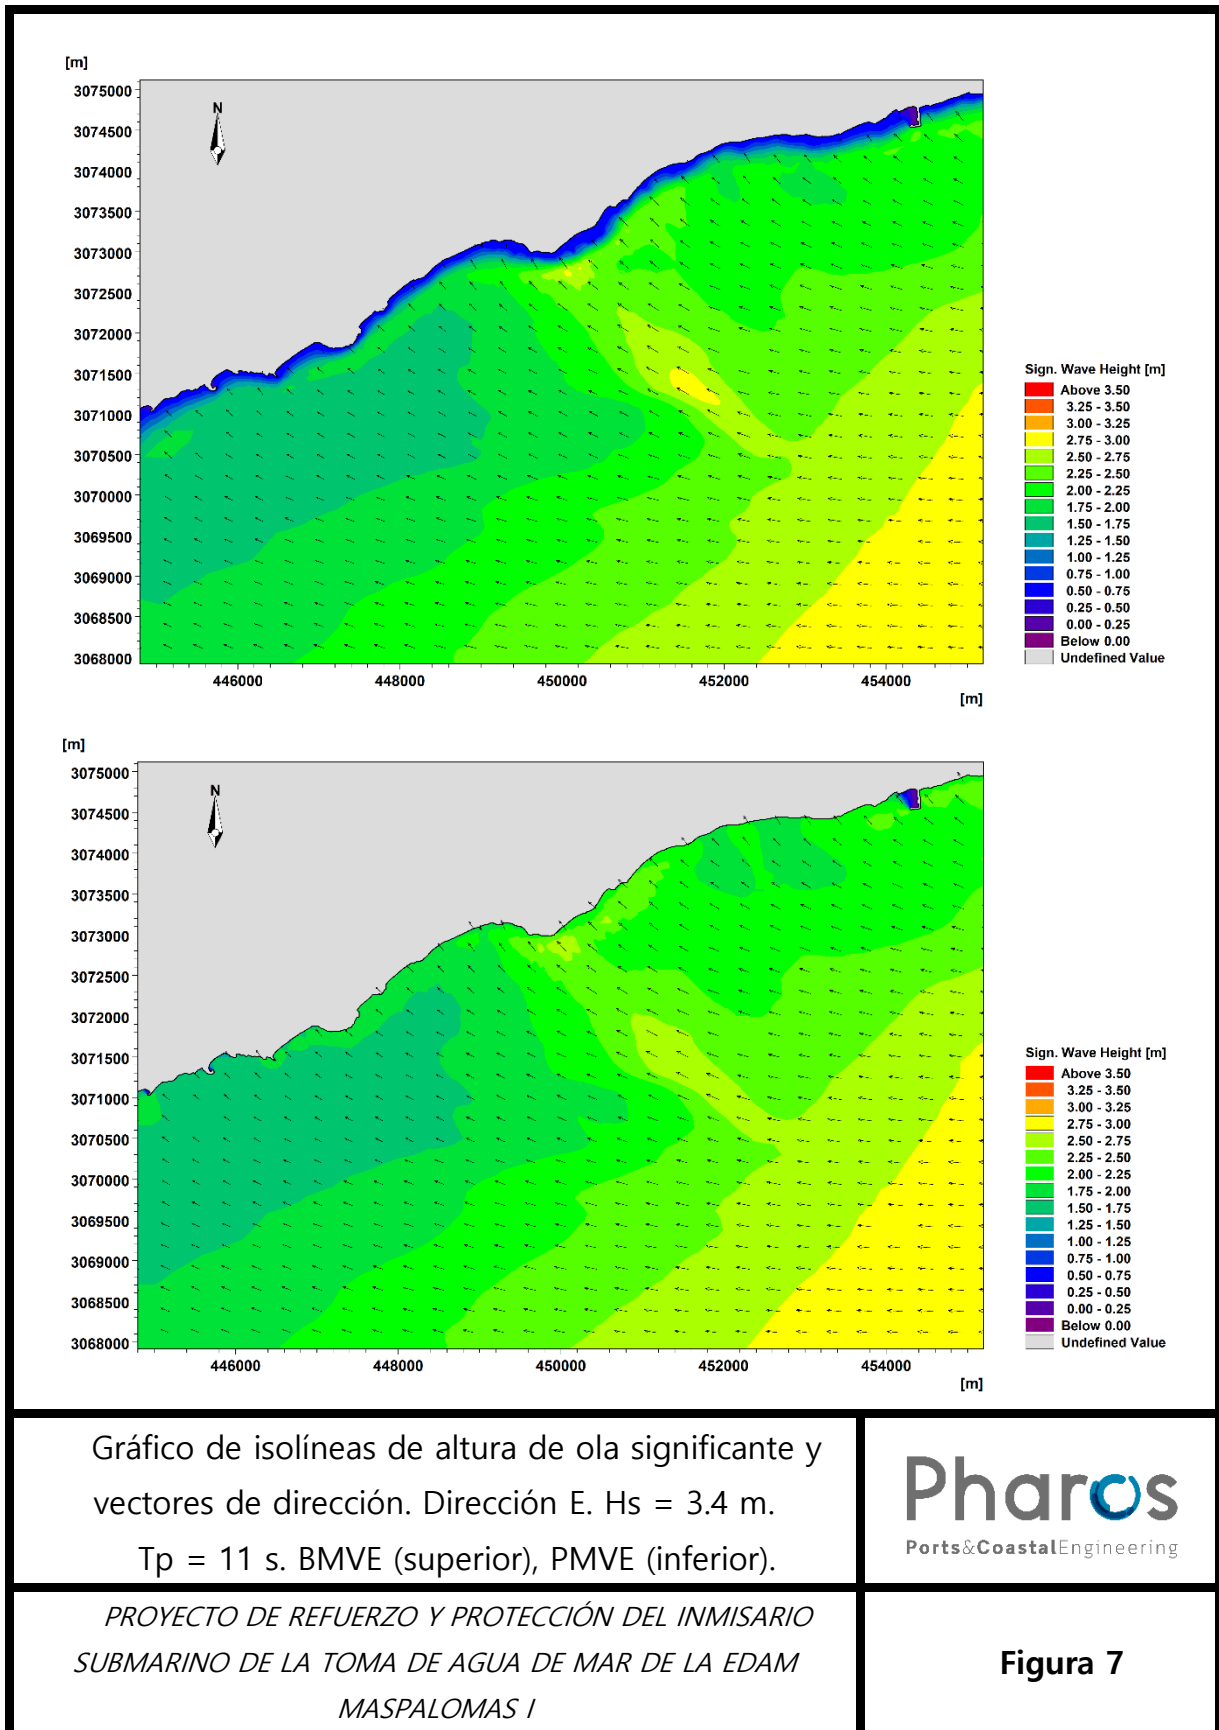 [m]
3075000
3074500
3074000
3073500
3073000
3072500
3072000
3071500
3071000
3070500
3070000
3069500
3069000
3068500
3068000
N
446000 448000 450000 452000 454000
[m]
Sign. Wave Height [m]
Above 3.50
3.25 - 3.50
3.00 - 3.25
2.75 - 3.00
2.50 - 2.75
2.25 - 2.50
2.00 - 2.25
1.75 - 2.00
1.50 - 1.75
1.25 - 1.50
1.00 - 1.25
0.75 - 1.00
0.50 - 0.75
0.25 - 0.50
0.00 - 0.25
Below 0.00
Undefined Value
[m]
3075000
3074500
3074000
3073500
3073000
3072500
3072000
3071500
3071000
3070500
3070000
3069500
3069000
3068500
3068000
N
446000 448000 450000 452000 454000
[m]
Sign. Wave Height [m]
Above 3.50
3.25 - 3.50
3.00 - 3.25
2.75 - 3.00
2.50 - 2.75
2.25 - 2.50
2.00 - 2.25
1.75 - 2.00
1.50 - 1.75
1.25 - 1.50
1.00 - 1.25
0.75 - 1.00
0.50 - 0.75
0.25 - 0.50
0.00 - 0.25
Below 0.00
Undefined Value
Gráfico de isolíneas de altura de ola significante y
vectores de dirección. Dirección E. Hs = 3.4 m.
Tp = 11 s. BMVE (superior), PMVE (inferior).
Pharos
Ports&CoastalEngineering
PROYECTO DE REFUERZO Y PROTECCIÓN DEL INMISARIO
SUBMARINO DE LA TOMA DE AGUA DE MAR DE LA EDAM
MASPALOMAS I
Figura 7